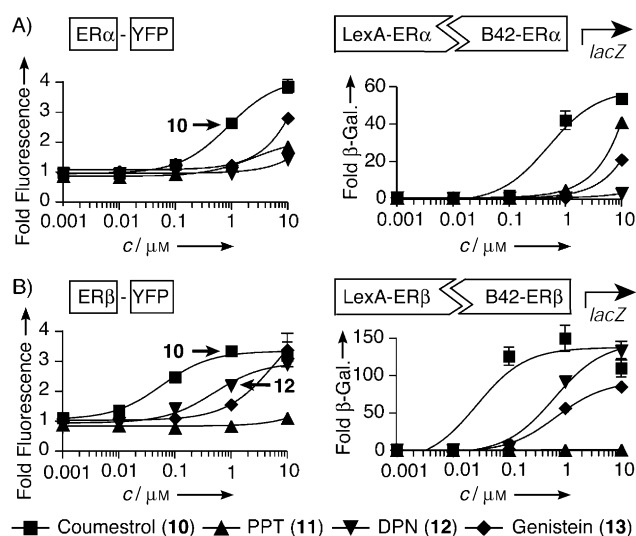 A)
ERα - YFP
LexA-ERα B42-ERα lacZ
Fold Fluorescence
4
3
2
1
0
10
0.001 0.01 0.1 1 10
c / μM
Fold β-Gal.
60
40
20
0
0.001 0.01 0.1 1 10
c / μM
B)
ERβ - YFP
LexA-ERβ B42-ERβ lacZ
Fold Fluorescence
4
3
2
1
0
10
12
0.001 0.01 0.1 1 10
c / μM
Fold β-Gal.
150
100
50
0
0.001 0.01 0.1 1 10
c / μM
Coumestrol (10) PPT (11) DPN (12) Genistein (13)